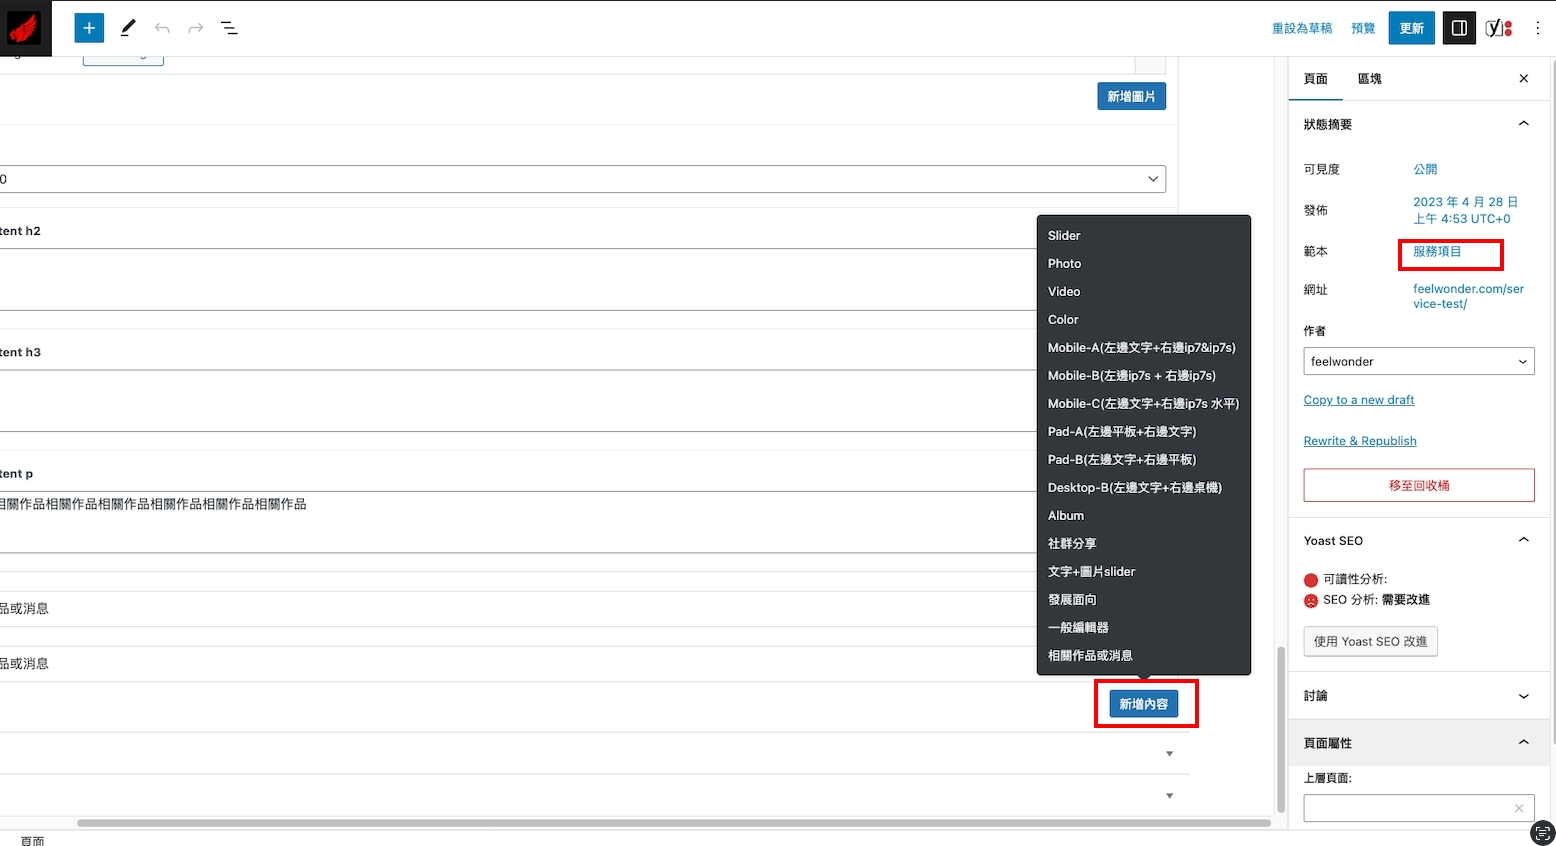 重設為草稿
預覽
更新
頁面
區塊
新增圖片
狀態摘要
可見度
公開
發佈
2023 年 4 月 28 日
上午 4:53 UTC+0
範本
服務項目
網址
feelwonder.com/ser
vice-test/
作者
feelwonder
Copy to a new draft
Rewrite & Republish
移至回收桶
Yoast SEO
可讀性分析:
SEO 分析: 需要改進
使用 Yoast SEO 改進
討論
頁面屬性
上層頁面:
0
tent h2
tent h3
tent p
相關作品相關作品相關作品相關作品相關作品相關作品
品或消息
品或消息
Slider
Photo
Video
Color
Mobile-A(左邊文字+右邊ip7&ip7s)
Mobile-B(左邊ip7s + 右邊ip7s)
Mobile-C(左邊文字+右邊ip7s 水平)
Pad-A(左邊平板+右邊文字)
Pad-B(左邊文字+右邊平板)
Desktop-B(左邊文字+右邊桌機)
Album
社群分享
文字+圖片slider
發展面向
一般編輯器
相關作品或消息
新增內容
頁面